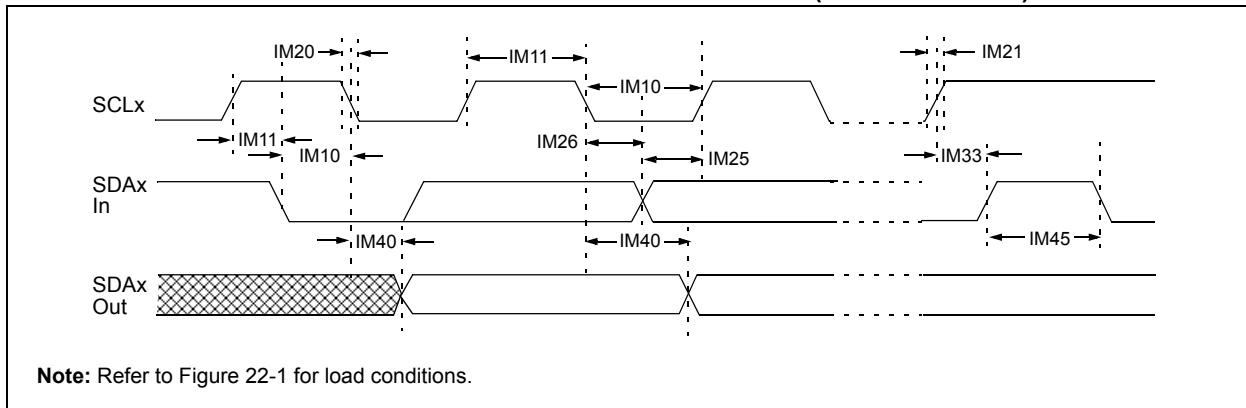 IM20
IM11
IM21
IM10
SCLx
IM11
IM26
IM10
IM25
IM33
SDAx
In
IM40
IM40
IM45
SDAx
Out
Note: Refer to Figure 22-1 for load conditions.